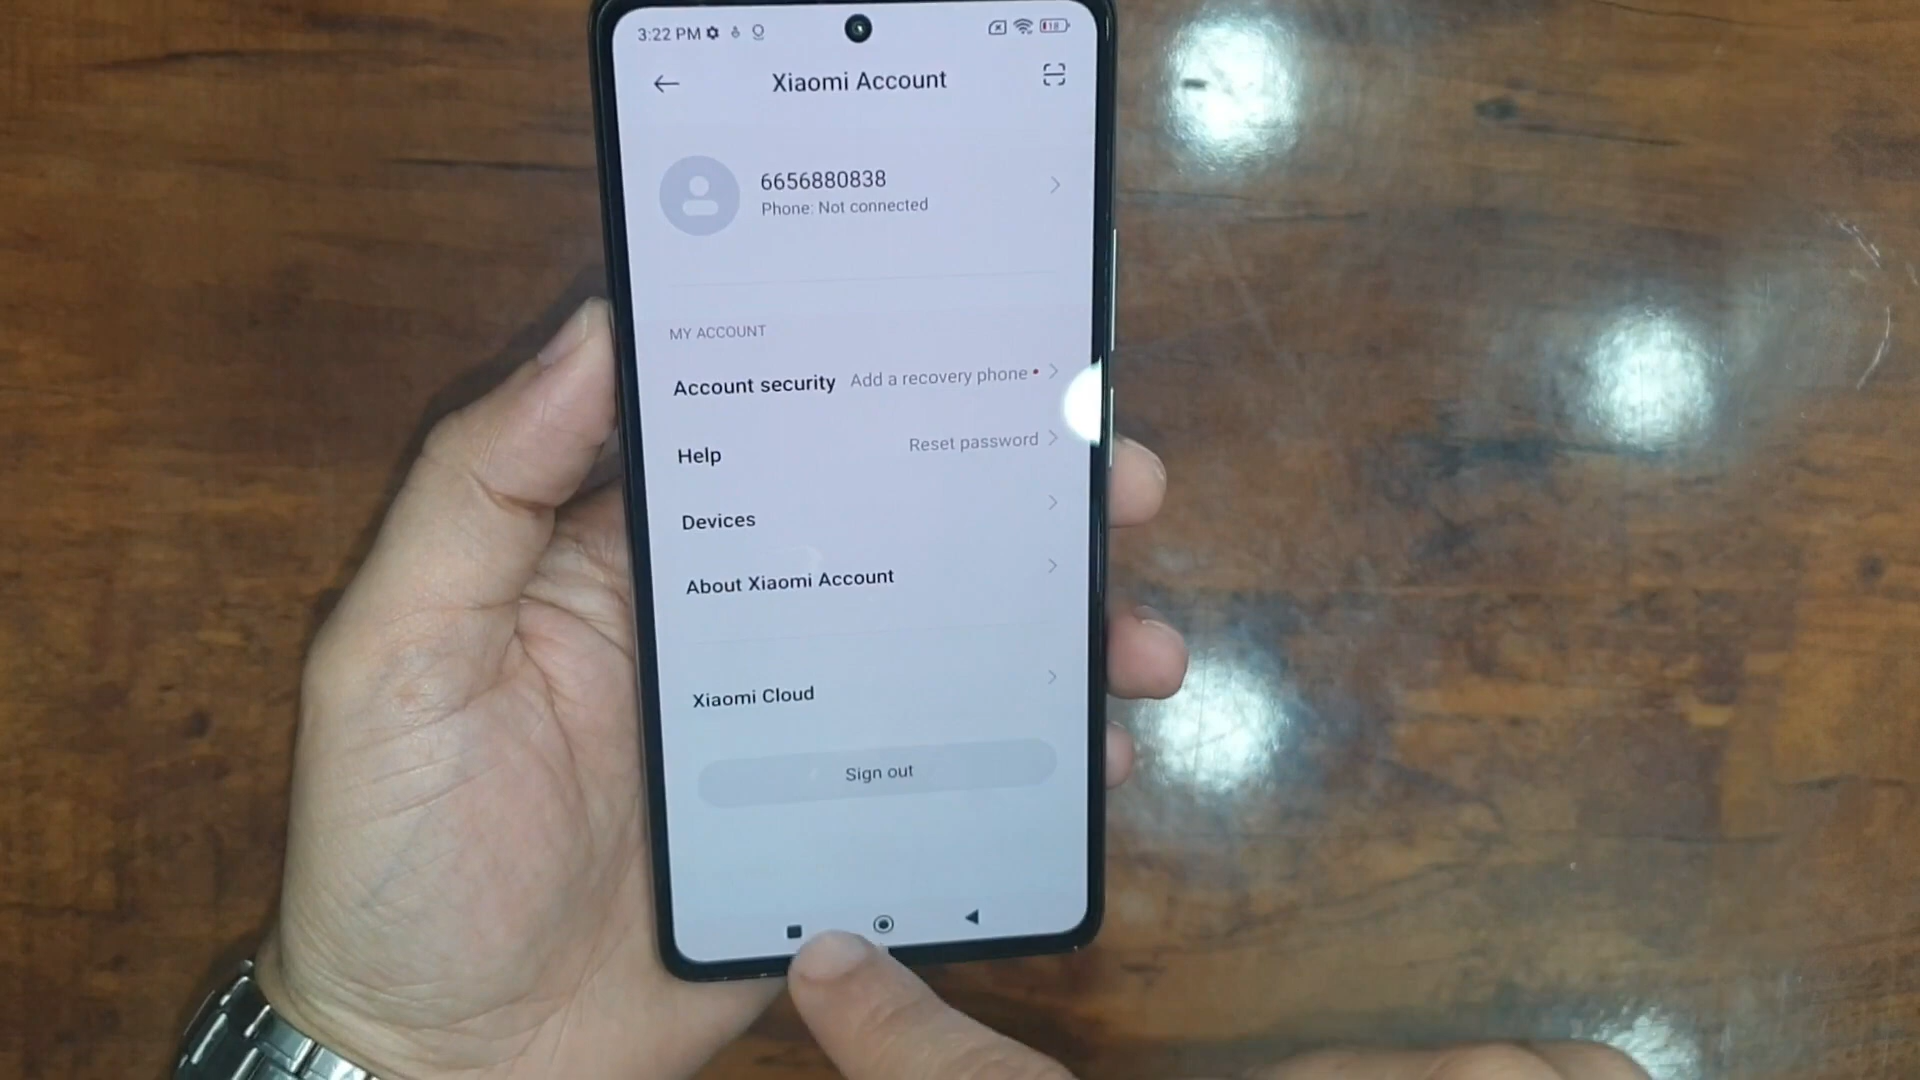 3:22 PM
18
Xiaomi Account
6656880838
Phone: Not connected
MY ACCOUNT
Account security Add a recovery phone
Help Reset password
Devices
About Xiaomi Account
Xiaomi Cloud
Sign out